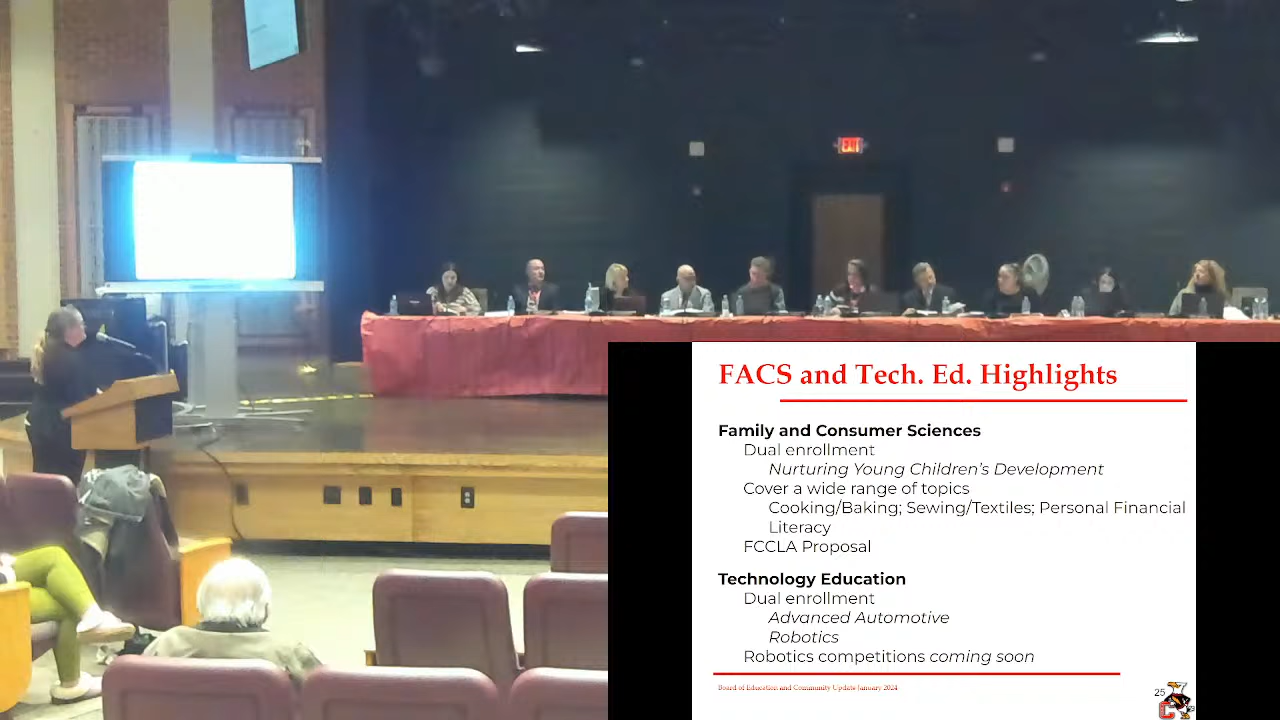 EXIT
FACS and Tech. Ed. Highlights
Family and Consumer Sciences
Dual enrollment
Nurturing Young Children's Development
Cover a wide range of topics
Cooking/Baking; Sewing/Textiles; Personal Financial
Literacy
FCCLA Proposal
Technology Education
Dual enrollment
Advanced Automotive
Robotics
Robotics competitions coming soon
Board of Education and Community Update January 2024
25
C